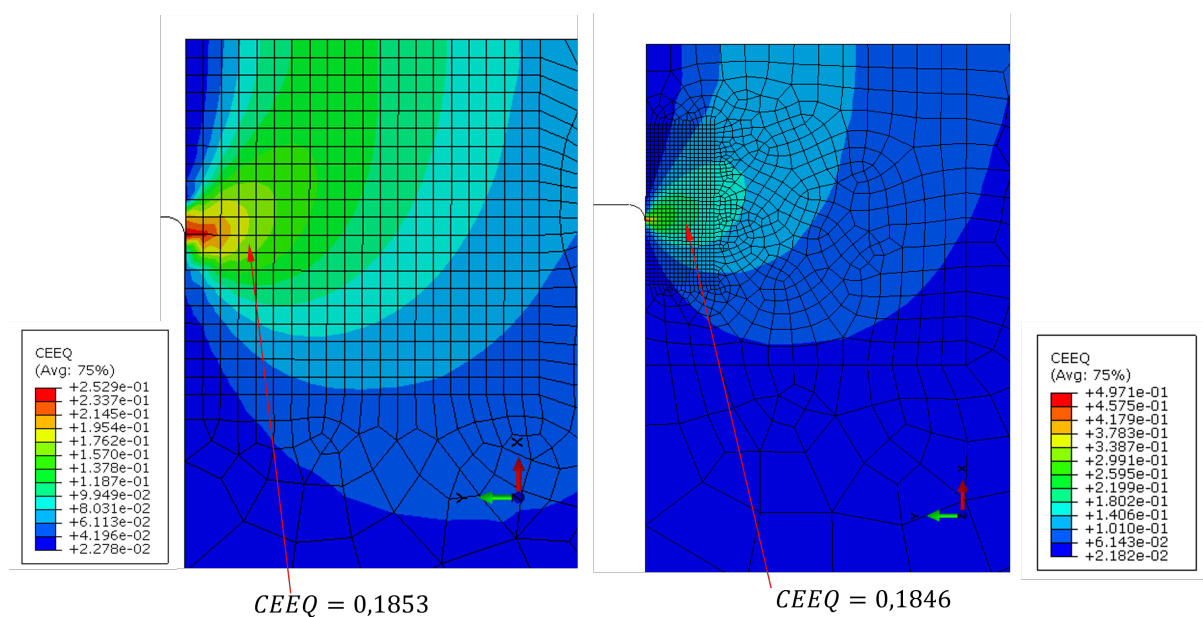 X
Y
CEEQ
(Avg: 75%)
+2.529e-01
+2.337e-01
+2.145e-01
+1.954e-01
+1.762e-01
+1.570e-01
+1.378e-01
+1.187e-01
+9.949e-02
+8.031e-02
+6.113e-02
+4.196e-02
+2.278e-02
CEEQ = 0,1853
X
Y
CEEQ
(Avg: 75%)
+4.971e-01
+4.575e-01
+4.179e-01
+3.783e-01
+3.387e-01
+2.991e-01
+2.595e-01
+2.199e-01
+1.802e-01
+1.406e-01
+1.010e-01
+6.143e-02
+2.182e-02
CEEQ = 0,1846